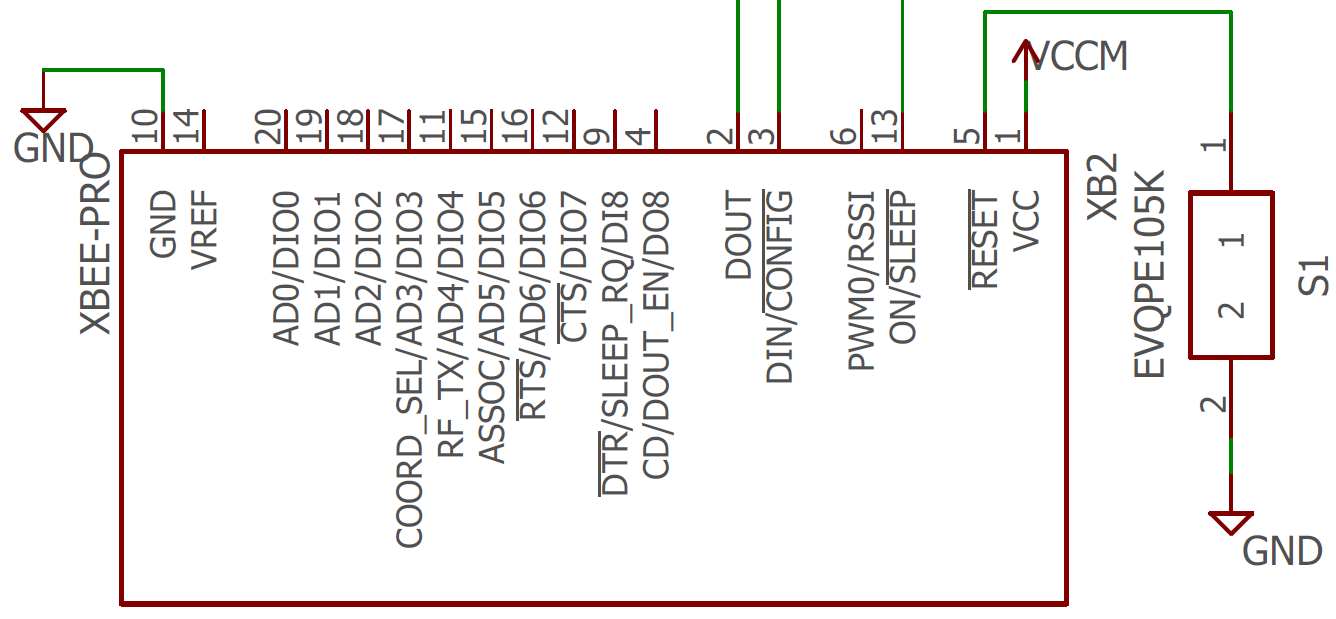 VCCM
GND
10
14
20
19
18
17
11
15
16
12
9
4
2
3
6
13
5
1
1
XBEE-PRO
GND
VREF
AD0/DIO0
AD1/DIO1
AD2/DIO2
COORD_SEL/AD3/DIO3
RF_TX/AD4/DIO4
ASSOC/AD5/DIO5
RTS/AD6/DIO6
CTS/DIO7
DTR/SLEEP_RQ/DI8
CD/DOUT_EN/DO8
DOUT
DIN/CONFIG
PWM0/RSSI
ON/SLEEP
RESET
VCC
XB2
EVQPE105K
1
2
S1
2
GND